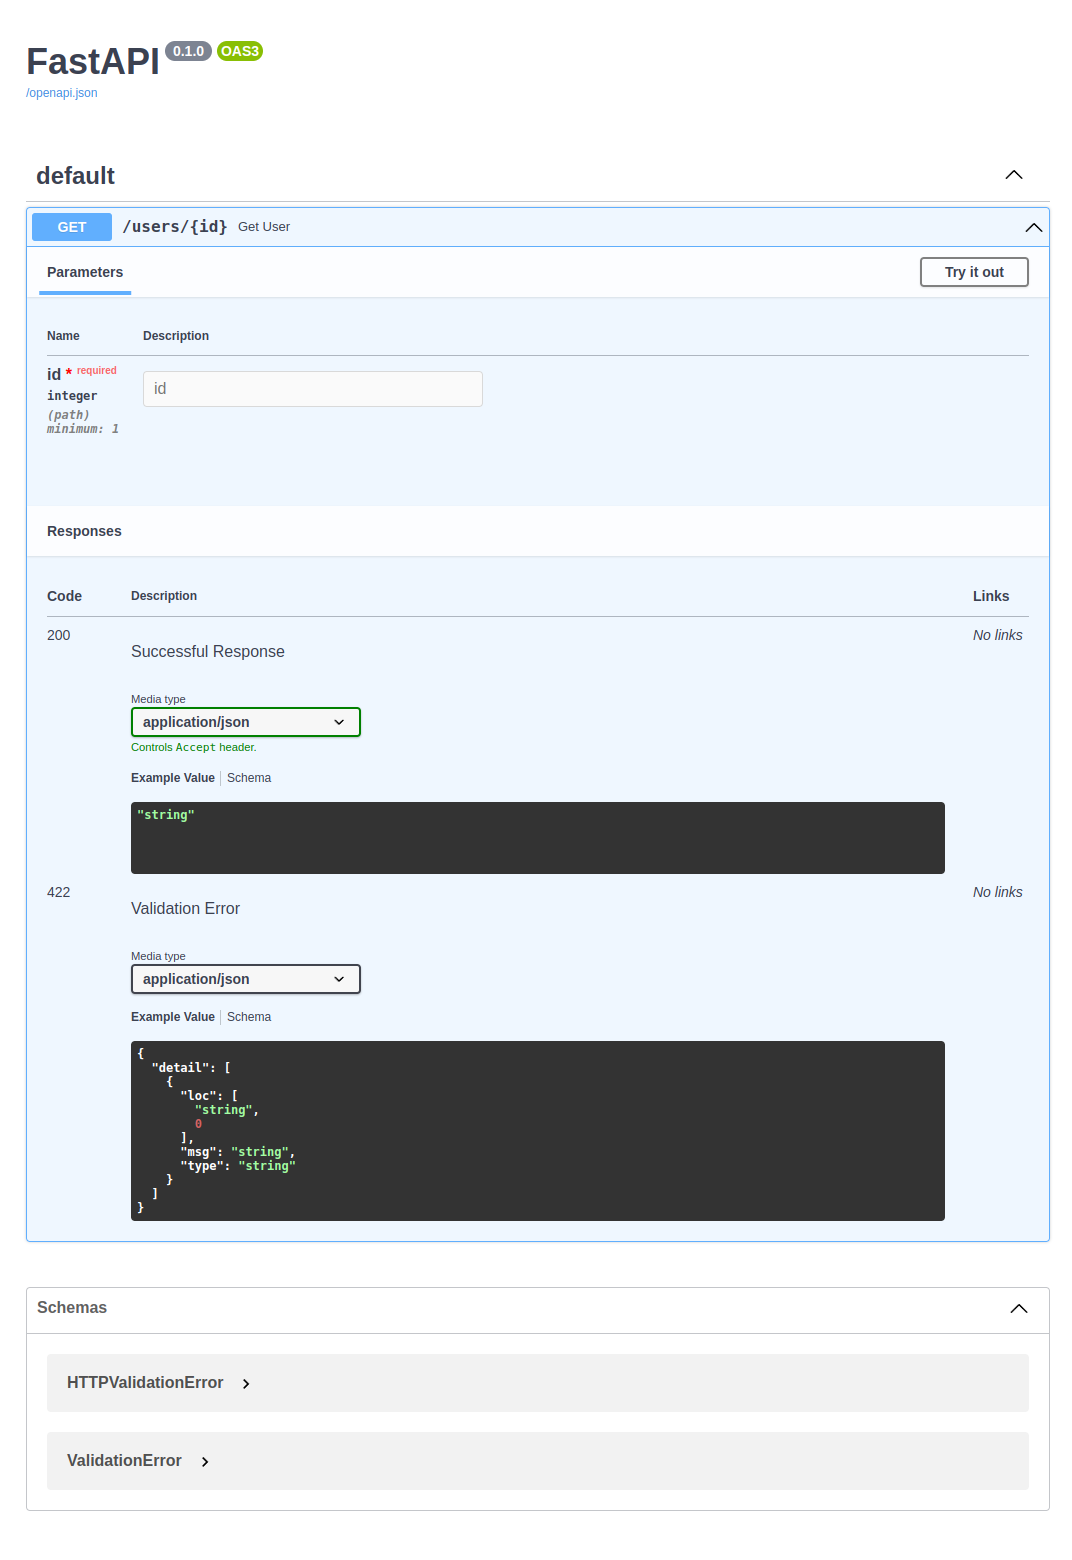 FastAPI 0.1.0 OAS3
/openapi.json
default
GET /users/{id} Get User
Parameters Try it out
Name Description
id * required id
integer
(path)
minimum: 1
Responses
Code Description Links
200 No links
Successful Response
Media type
application/json
Controls Accept header.
Example Value Schema
"string"
422 No links
Validation Error
Media type
application/json
Example Value Schema
{
  "detail": [
    {
      "loc": [
        "string",
        0
      ],
      "msg": "string",
      "type": "string"
    }
  ]
}
Schemas
HTTPValidationError
ValidationError